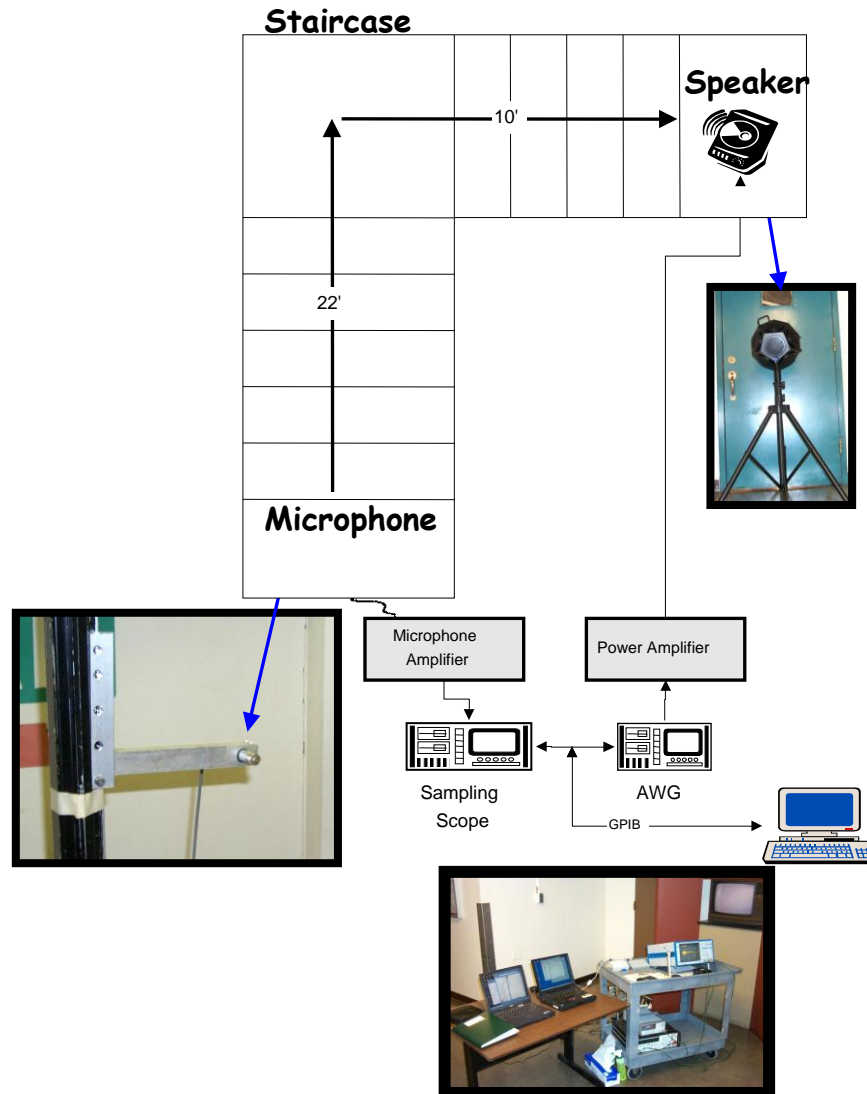 Staircase
Speaker
10'
22'
Microphone
Microphone
Amplifier
Power Amplifier
Sampling
Scope
AWG
GPIB